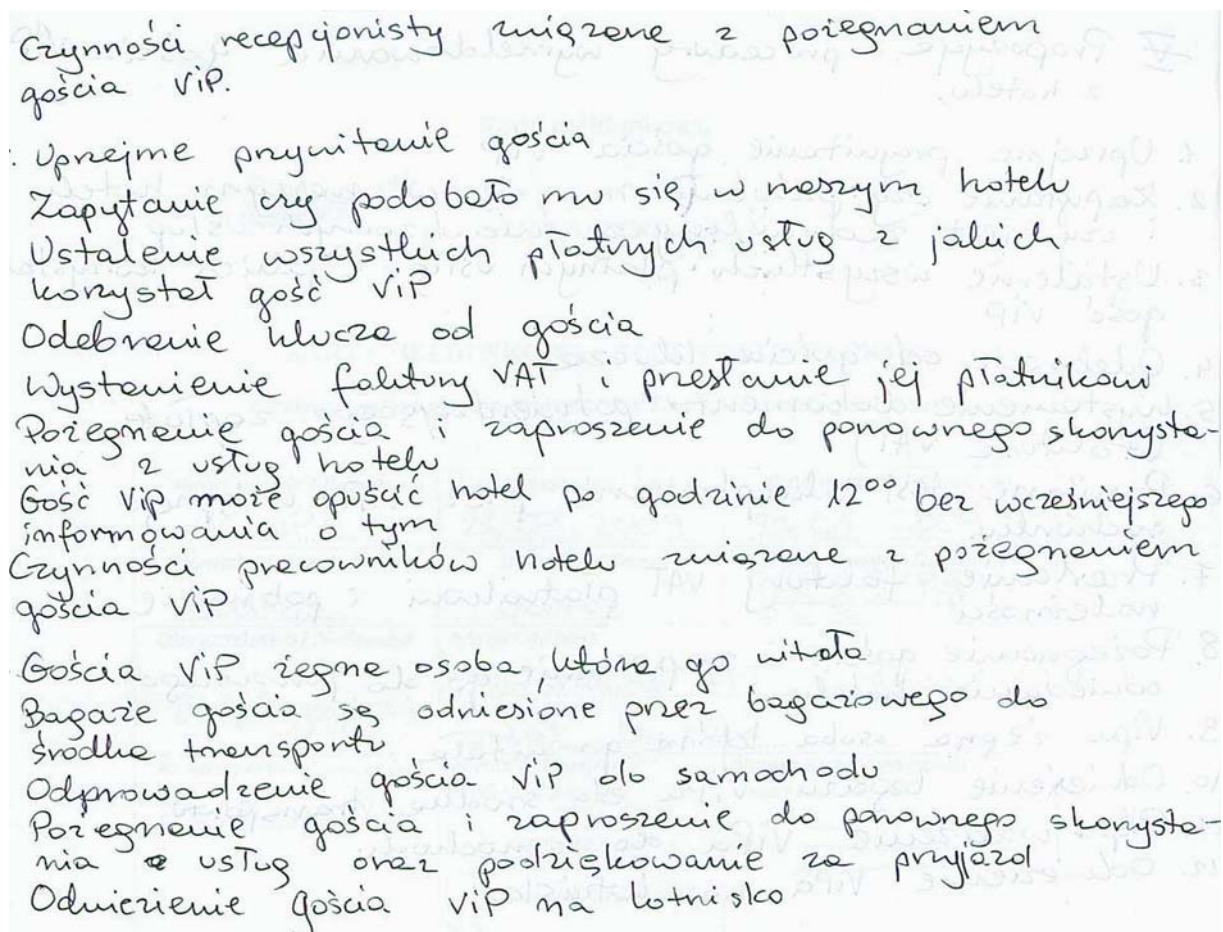 Czynności recepcjonisty związane z pożegnaniem
gościa ViP.
Uprzejme przywitanie gościa
Zapytanie czy podobało mu się w naszym hotelu
Ustalenie wszystkich płatnych usług z jakich
korzystał gość ViP
Odebranie klucza od gościa
Wystawienie faktury VAT i przesłanie jej płatnikowi
Pożegnanie gościa i zaproszenie do ponownego skorzysta-
nia z usług hotelu
Gość ViP może opuścić hotel po godzinie 12⁰⁰ bez wcześniejszego
informowania o tym
Czynności pracowników hotelu związane z pożegnaniem
gościa ViP
Gościa ViP żegna osoba, która go witała
Bagaże gościa są odniesione przez bagażowego do
środka transportu
Odprowadzenie gościa ViP do samochodu
Pożegnanie gościa i zaproszenie do ponownego skorzysta-
nia z usług oraz podziękowanie za przyjazd
Odwiezienie gościa ViP na lotnisko